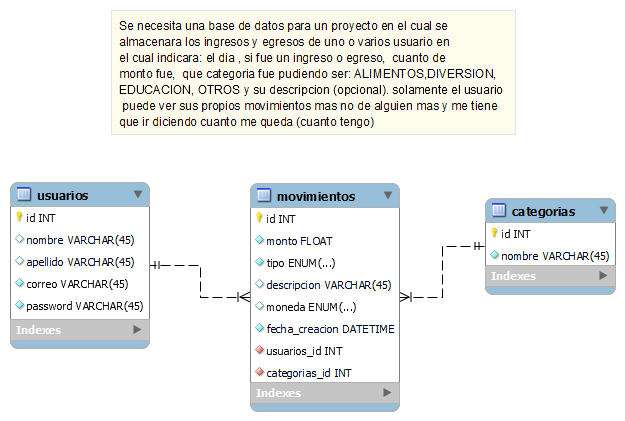 Se necesita una base de datos para un proyecto en el cual se
almacenara los ingresos y egresos de uno o varios usuario en
el cual indicara: el dia , si fue un ingreso o egreso, cuanto de
monto fue, que categoria fue pudiendo ser: ALIMENTOS,DIVERSION,
EDUCACION, OTROS y su descripcion (opcional). solamente el usuario
puede ver sus propios movimientos mas no de alguien mas y me tiene
que ir diciendo cuanto me queda (cuanto tengo)
usuarios
id INT
nombre VARCHAR(45)
apellido VARCHAR(45)
correo VARCHAR(45)
password VARCHAR(45)
Indexes
movimientos
id INT
monto FLOAT
tipo ENUM(...)
descripcion VARCHAR(45)
moneda ENUM(...)
fecha_creacion DATETIME
usuarios_id INT
categorias_id INT
Indexes
categorias
id INT
nombre VARCHAR(45)
Indexes